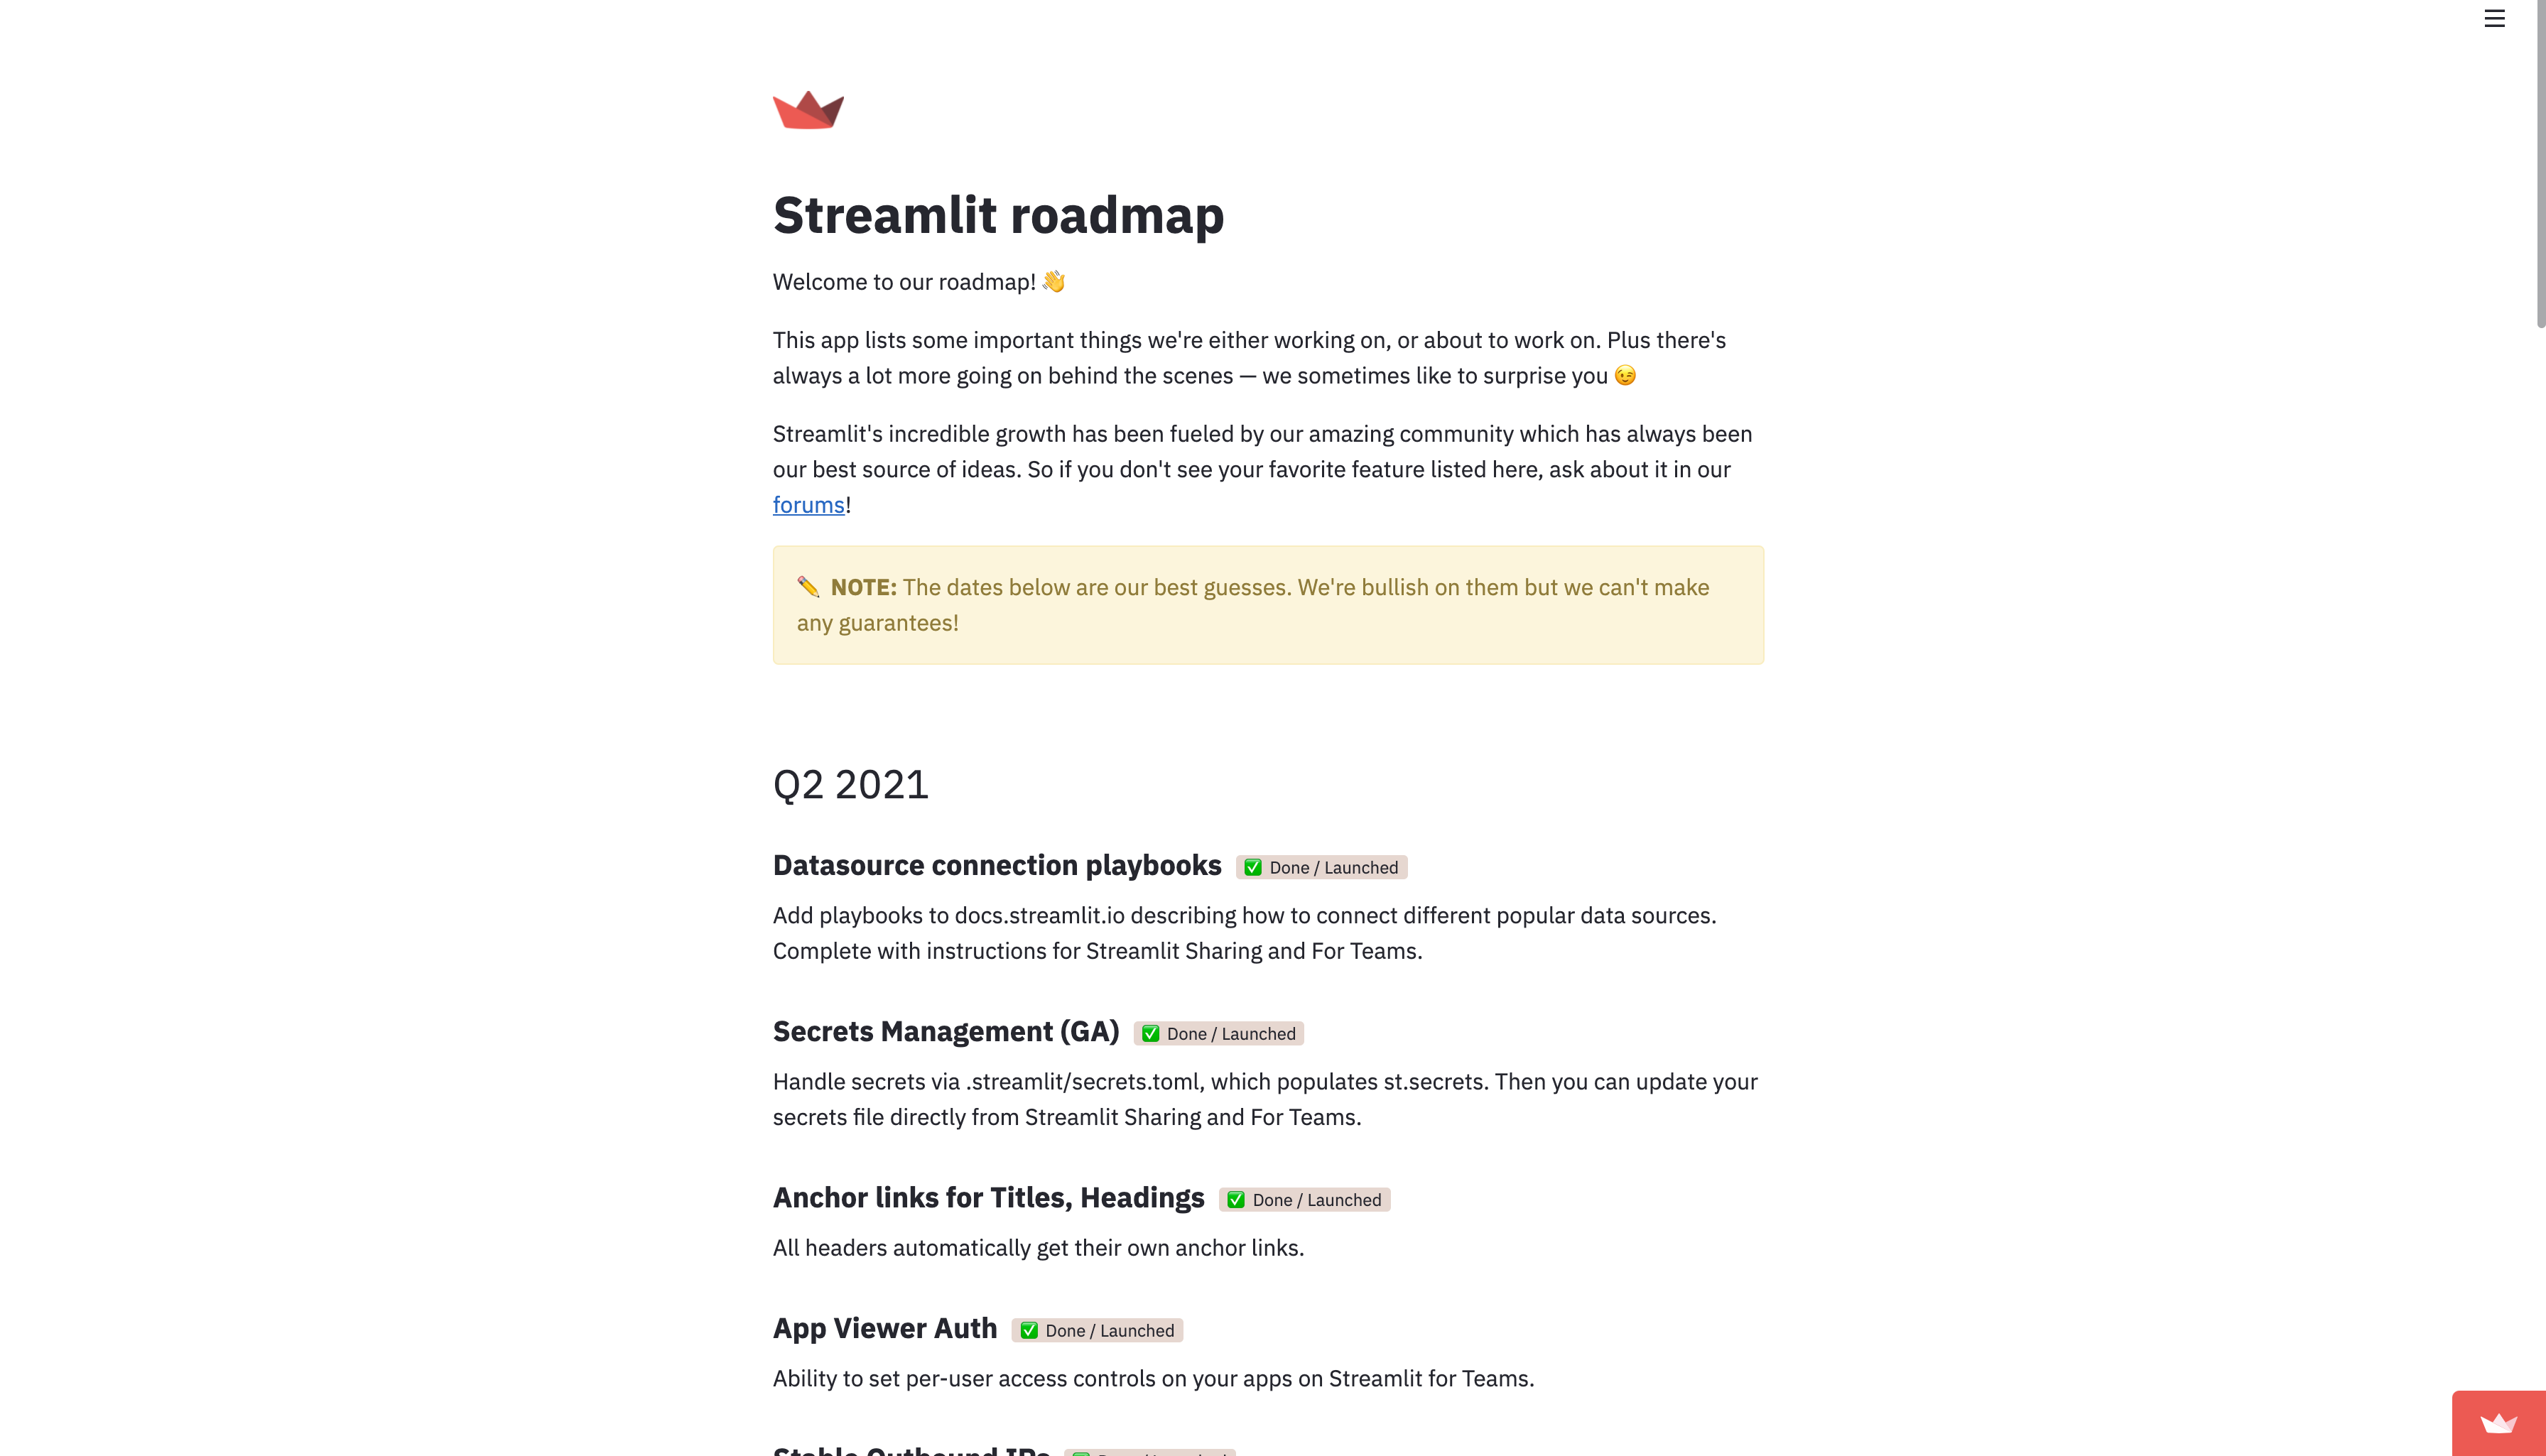 Streamlit roadmap
Welcome to our roadmap! 👋
This app lists some important things we're either working on, or about to work on. Plus there's
always a lot more going on behind the scenes — we sometimes like to surprise you 😉
Streamlit's incredible growth has been fueled by our amazing community which has always been
our best source of ideas. So if you don't see your favorite feature listed here, ask about it in our
forums!
✏️ NOTE: The dates below are our best guesses. We're bullish on them but we can't make
any guarantees!
Q2 2021
Datasource connection playbooks ✅ Done / Launched
Add playbooks to docs.streamlit.io describing how to connect different popular data sources.
Complete with instructions for Streamlit Sharing and For Teams.
Secrets Management (GA) ✅ Done / Launched
Handle secrets via .streamlit/secrets.toml, which populates st.secrets. Then you can update your
secrets file directly from Streamlit Sharing and For Teams.
Anchor links for Titles, Headings ✅ Done / Launched
All headers automatically get their own anchor links.
App Viewer Auth ✅ Done / Launched
Ability to set per-user access controls on your apps on Streamlit for Teams.
Stable Outbound IPs